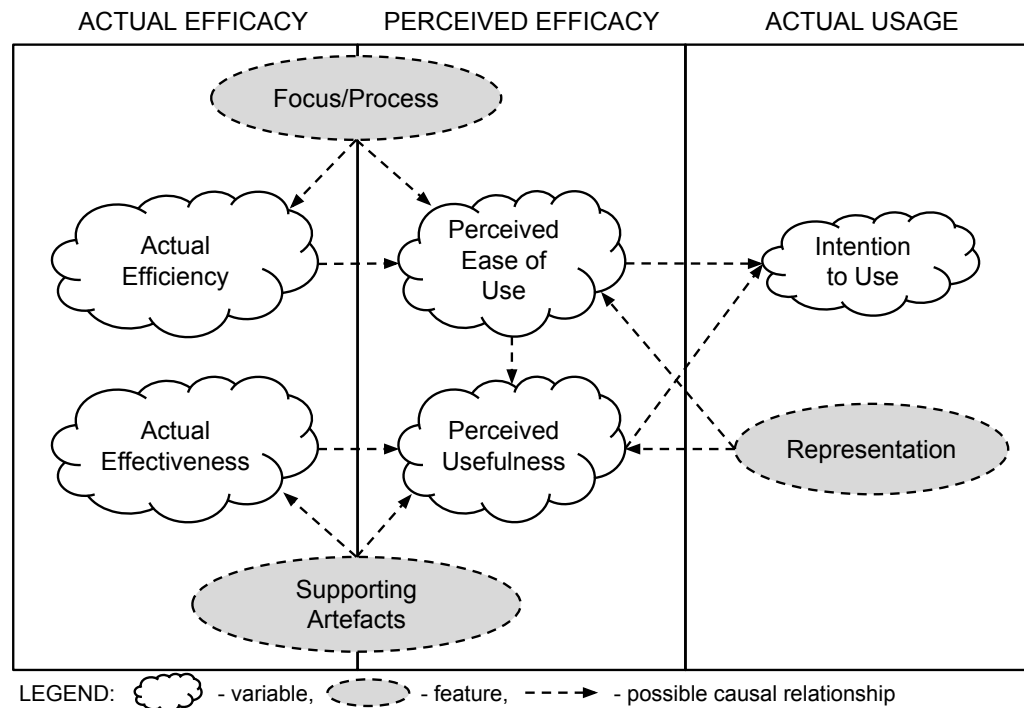 ACTUAL EFFICACY PERCEIVED EFFICACY ACTUAL USAGE
Focus/Process
Actual
Efficiency
Perceived
Ease of
Use
Intention
to Use
Actual
Effectiveness
Perceived
Usefulness
Representation
Supporting
Artefacts
LEGEND: - variable, - feature, - possible causal relationship